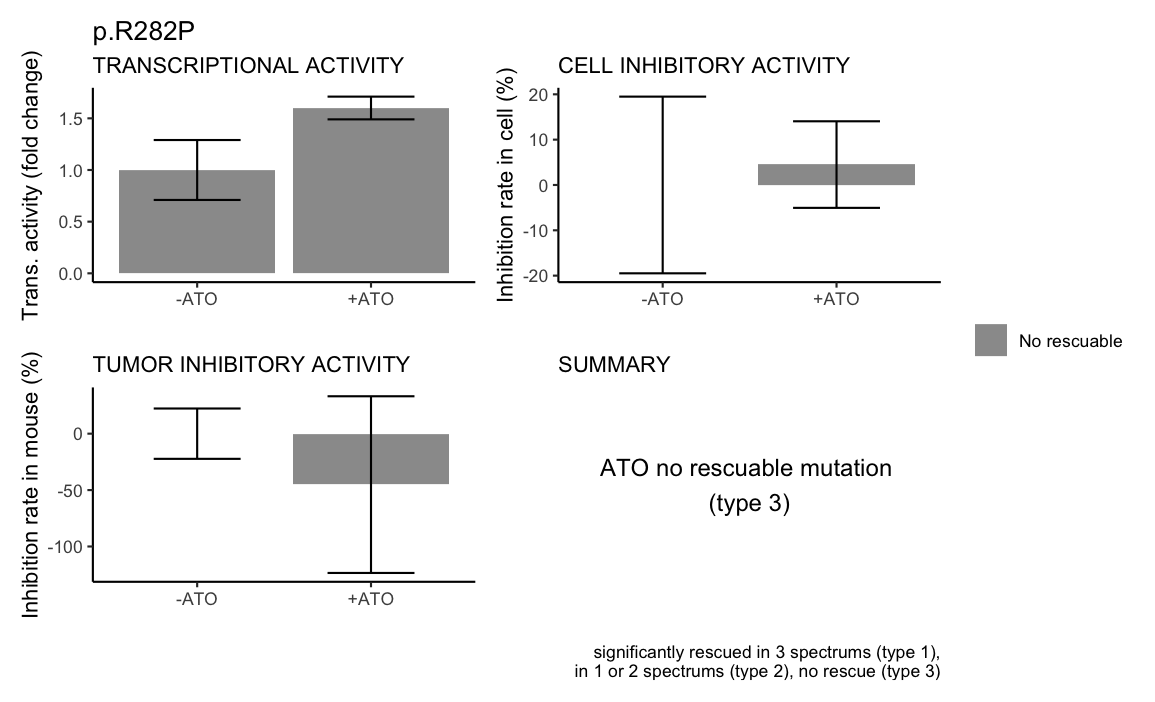 p.R282P
TRANSCRIPTIONAL ACTIVITY
Trans. activity (fold change)
1.5
1.0
0.5
0.0
-ATO
+ATO
CELL INHIBITORY ACTIVITY
Inhibition rate in cell (%)
20
10
0
-10
-20
-ATO
+ATO
No rescuable
TUMOR INHIBITORY ACTIVITY
Inhibition rate in mouse (%)
0
-50
-100
-ATO
+ATO
SUMMARY
ATO no rescuable mutation
(type 3)
significantly rescued in 3 spectrums (type 1),
in 1 or 2 spectrums (type 2), no rescue (type 3)